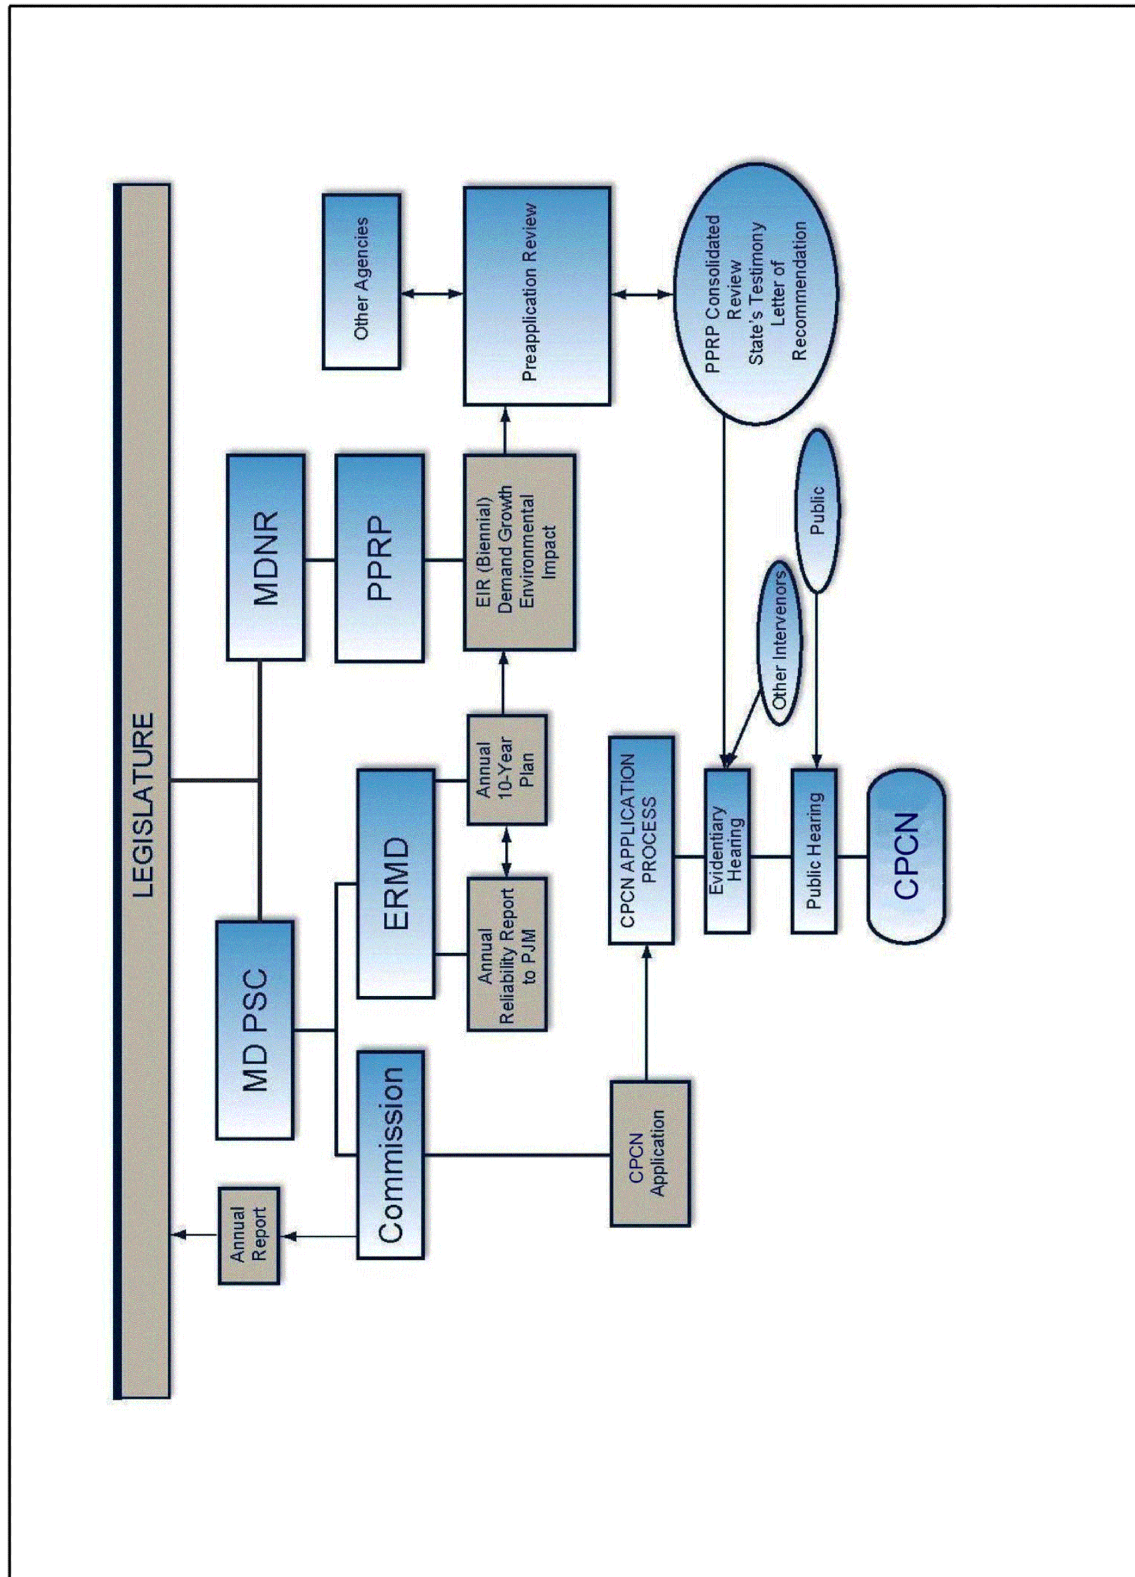 LEGISLATURE
Annual
Report
MD PSC
MDNR
Commission
ERMD
PPRP
Other Agencies
Annual
Reliability Report
to PJM
Annual
10-Year
Plan
EIR (Biennial)
Demand Growth
Environmental
Impact
Preapplication Review
CPCN
Application
CPCN APPLICATION
PROCESS
PPRP Consolidated
Review
State's Testimony
Letter of
Recommendation
Evidentiary
Hearing
Other Intervenors
Public Hearing
Public
CPCN